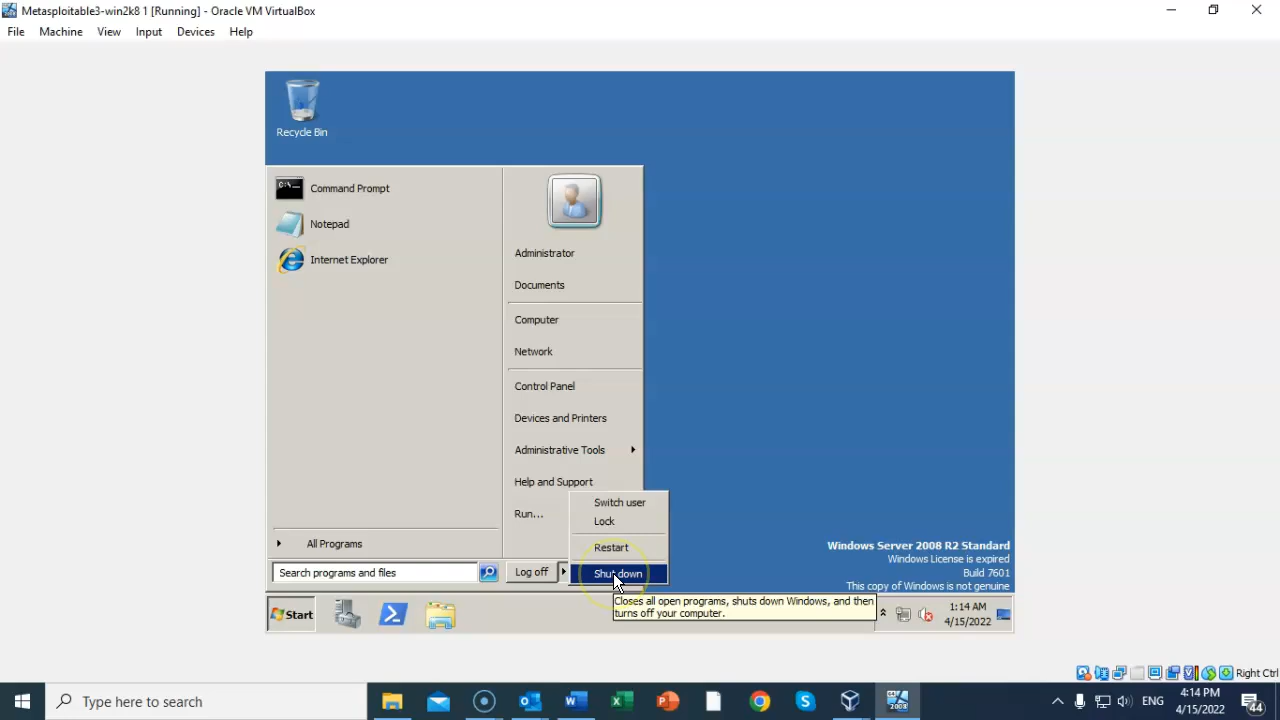 Metasploitable3-win2k8 1 [Running] - Oracle VM VirtualBox
File Machine View Input Devices Help
Recycle Bin
Command Prompt
Notepad
Internet Explorer
All Programs
Search programs and files
Administrator
Documents
Computer
Network
Control Panel
Devices and Printers
Administrative Tools
Help and Support
Run...
Log off
Switch user
Lock
Restart
Shut down
Closes all open programs, shuts down Windows, and then
turns off your computer.
Windows Server 2008 R2 Standard
Windows License is expired
Build 7601
This copy of Windows is not genuine
Start
1:14 AM
4/15/2022
Right Ctrl
Type here to search
ENG
4:14 PM
4/15/2022
44